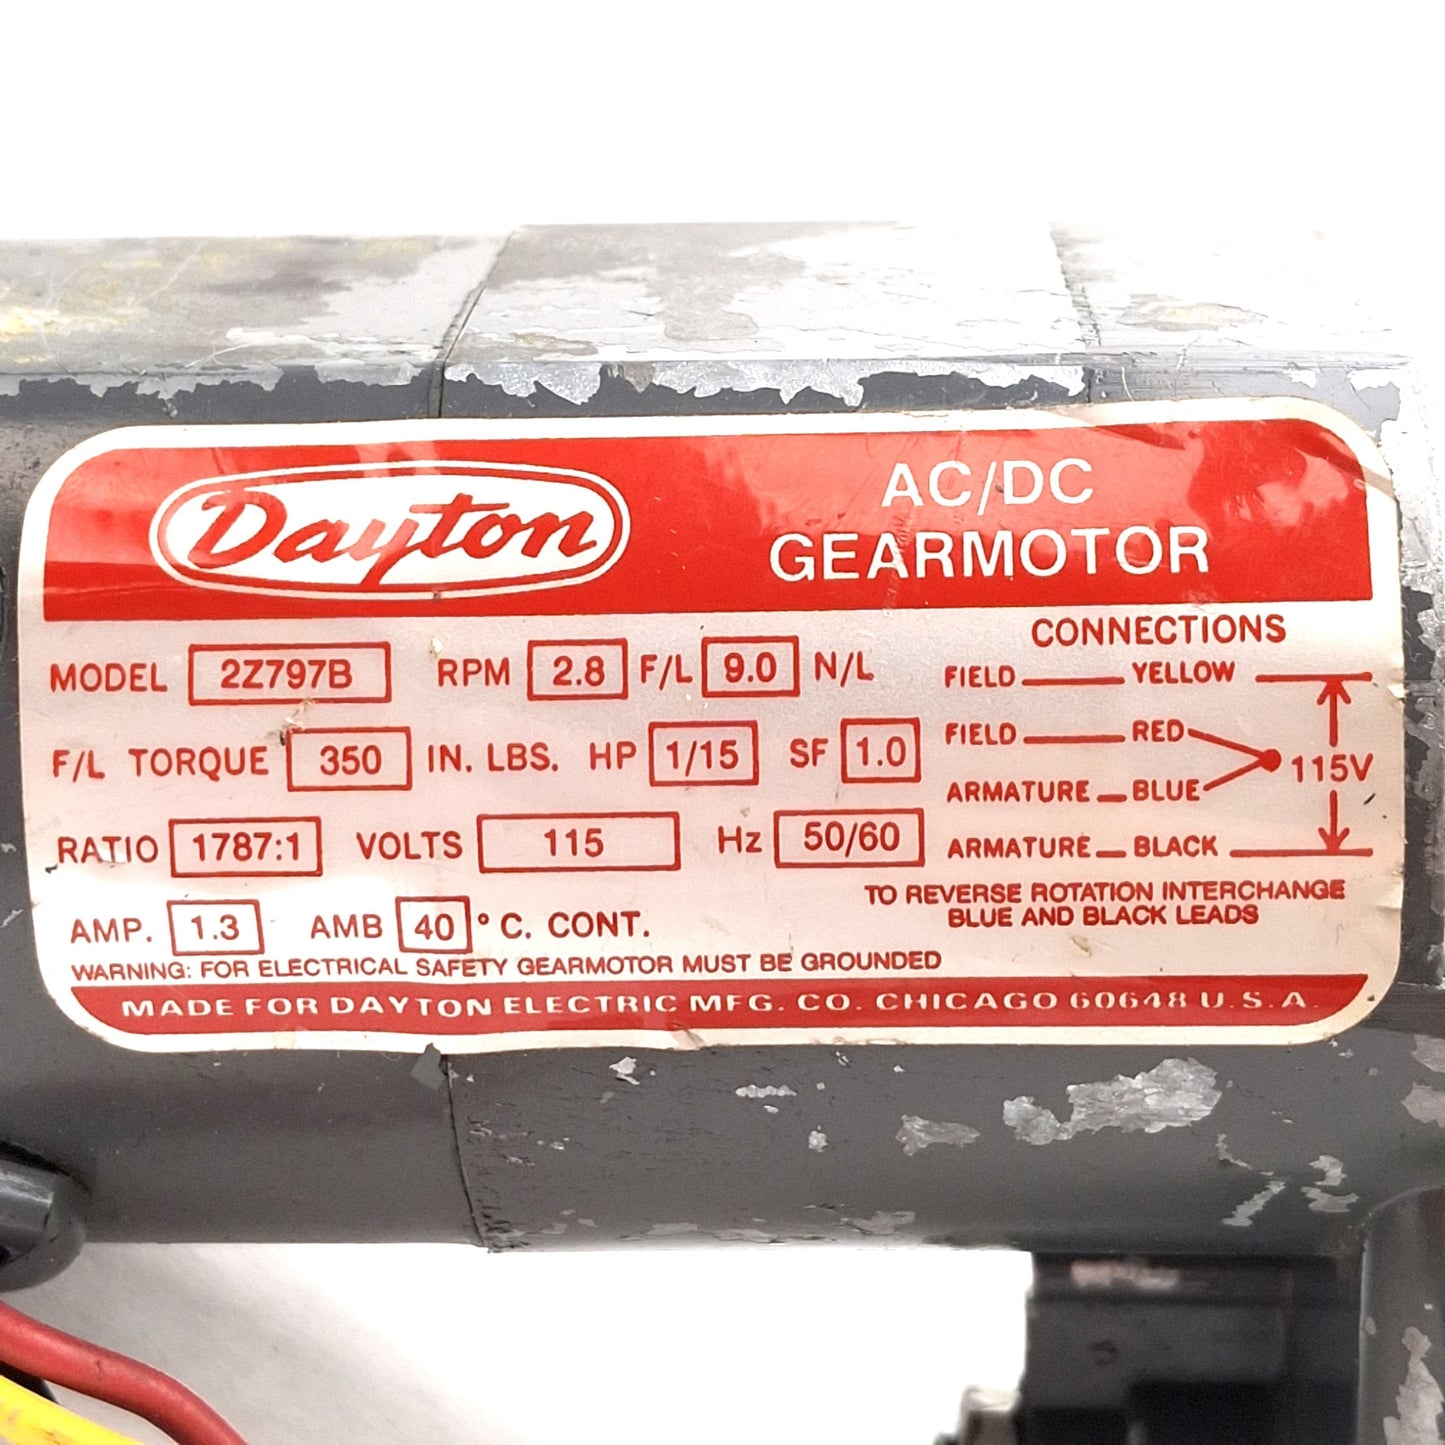 Dayton
AC/DC
GEARMOTOR
MODEL 2Z797B RPM 2.8 F/L 9.0 N/L
F/L TORQUE 350 IN. LBS. HP 1/15 SF 1.0
RATIO 1787:1 VOLTS 115 Hz 50/60
AMP. 1.3 AMB 40 °C. CONT.
WARNING: FOR ELECTRICAL SAFETY GEARMOTOR MUST BE GROUNDED
CONNECTIONS
FIELD YELLOW
FIELD RED
115V
ARMATURE BLUE
ARMATURE BLACK
TO REVERSE ROTATION INTERCHANGE
BLUE AND BLACK LEADS
MADE FOR DAYTON ELECTRIC MFG. CO. CHICAGO 60648 U.S.A.